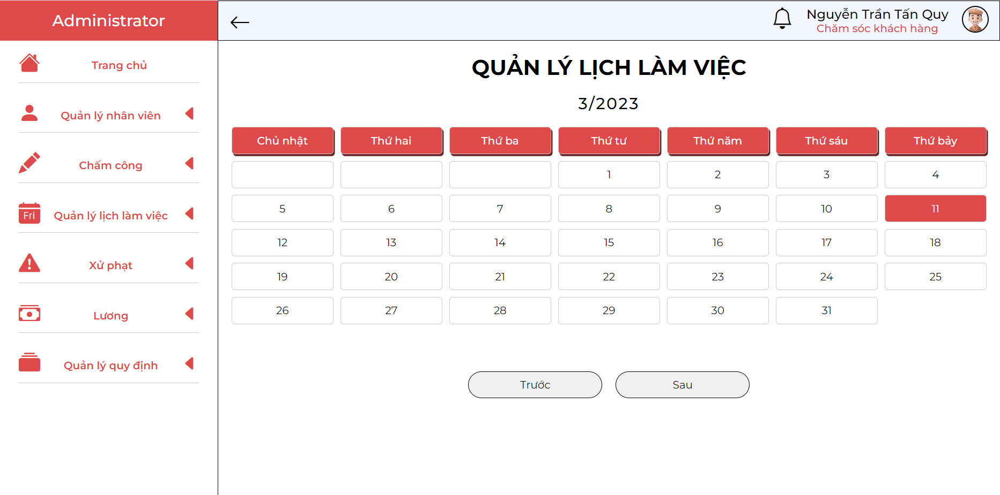 Administrator
Nguyễn Trần Tấn Quy
Chăm sóc khách hàng
Trang chủ
Quản lý nhân viên
Chấm công
Fri
Quản lý lịch làm việc
Xử phạt
Lương
Quản lý quy định
QUẢN LÝ LỊCH LÀM VIỆC
3/2023
Chủ nhật Thứ hai Thứ ba Thứ tư Thứ năm Thứ sáu Thứ bảy
1 2 3 4
5 6 7 8 9 10 11
12 13 14 15 16 17 18
19 20 21 22 23 24 25
26 27 28 29 30 31
Trước Sau